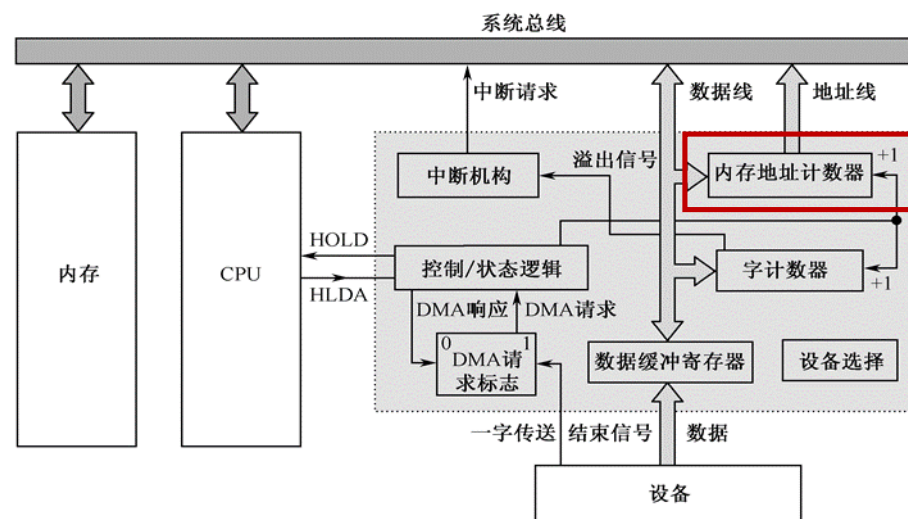 系统总线
中断请求
数据线
地址线
溢出信号
+1
中断机构
内存地址计数器
HOLD
内存
CPU
控制/状态逻辑
字计数器
HLDA
+1
DMA响应
DMA请求
0
1
DMA请
求标志
数据缓冲寄存器
设备选择
一字传送
结束信号
数据
设备